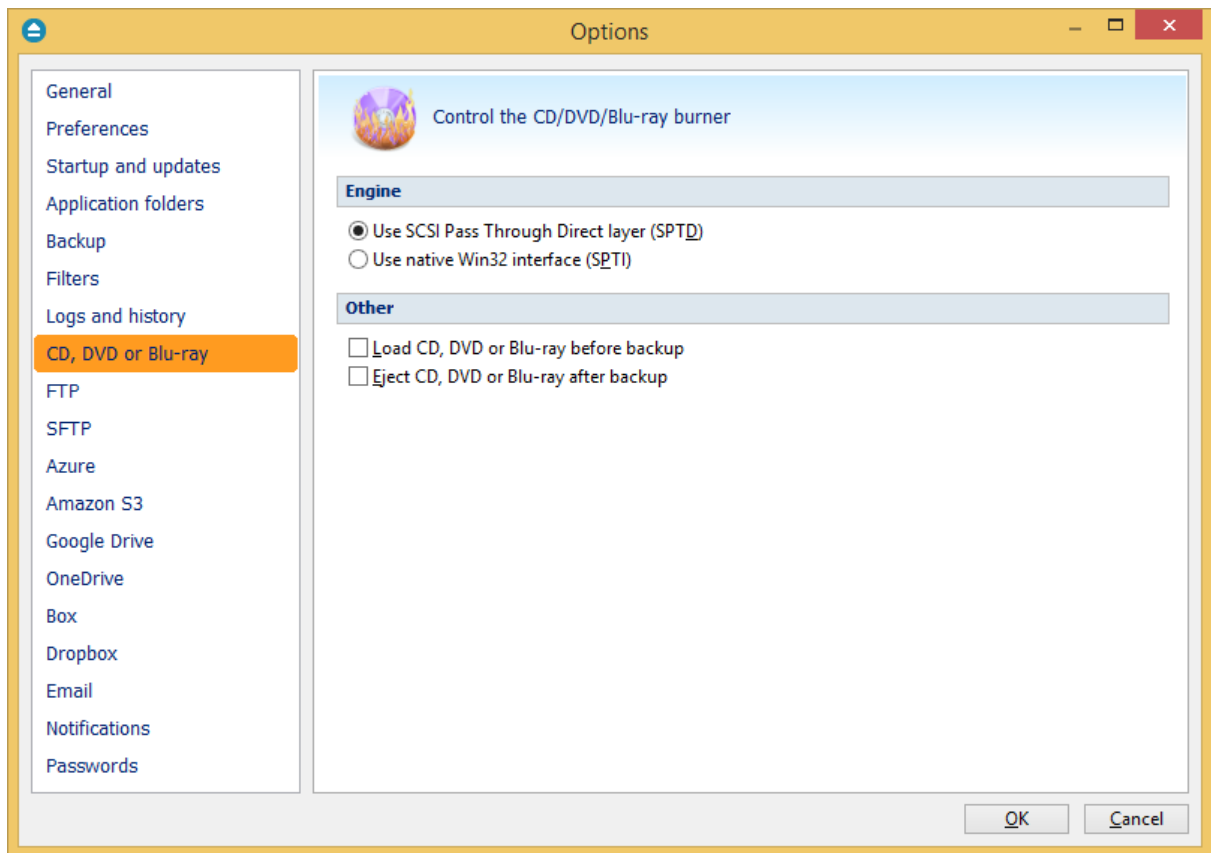 Options
General
Preferences
Startup and updates
Application folders
Backup
Filters
Logs and history
CD, DVD or Blu-ray
FTP
SFTP
Azure
Amazon S3
Google Drive
OneDrive
Box
Dropbox
Email
Notifications
Passwords
Control the CD/DVD/Blu-ray burner
Engine
Use SCSI Pass Through Direct layer (SPTD)
Use native Win32 interface (SPTI)
Other
Load CD, DVD or Blu-ray before backup
Eject CD, DVD or Blu-ray after backup
OK
Cancel